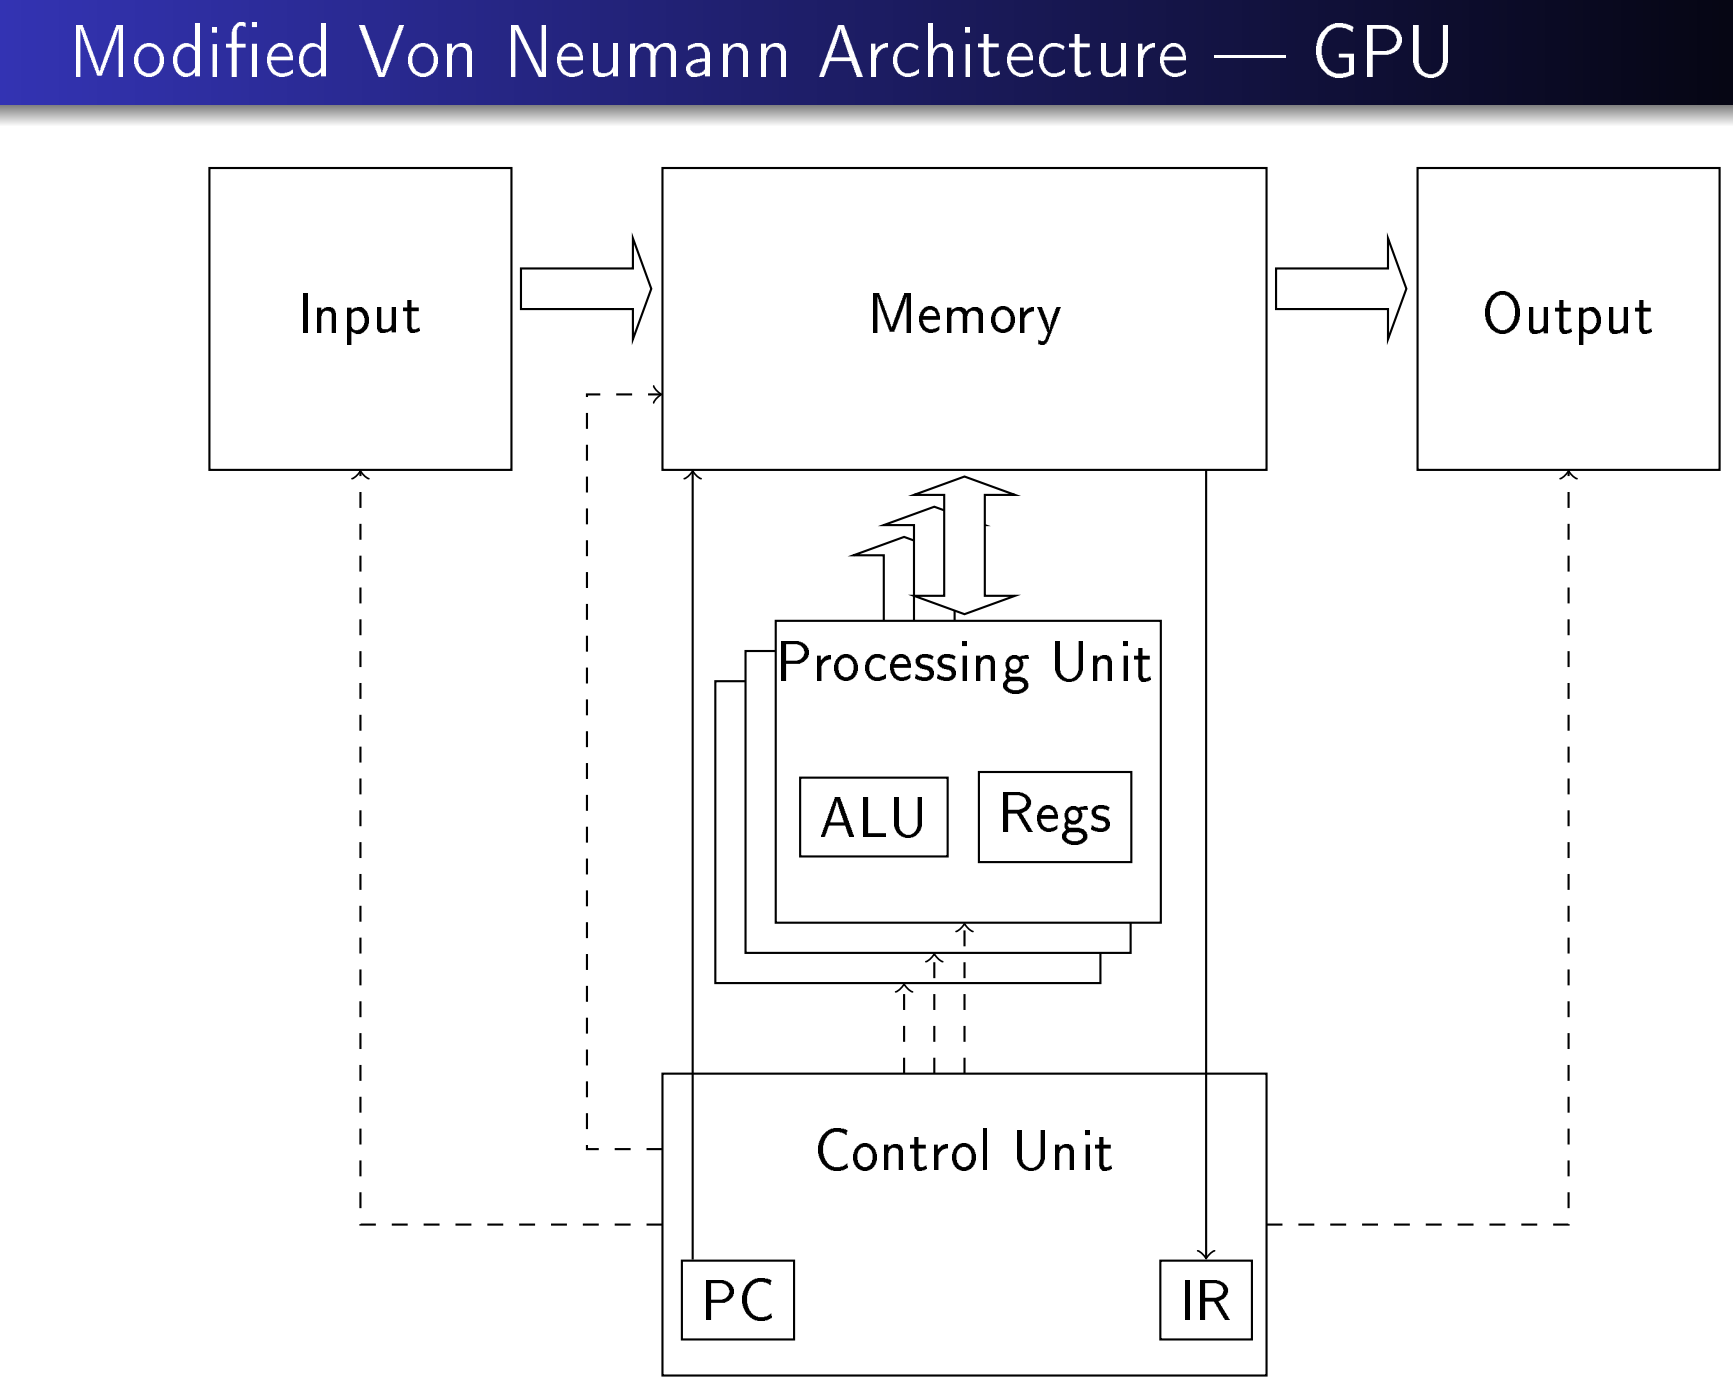 Modified Von Neumann Architecture — GPU
Input
Memory
Output
Processing Unit
ALU
Regs
Control Unit
PC
IR